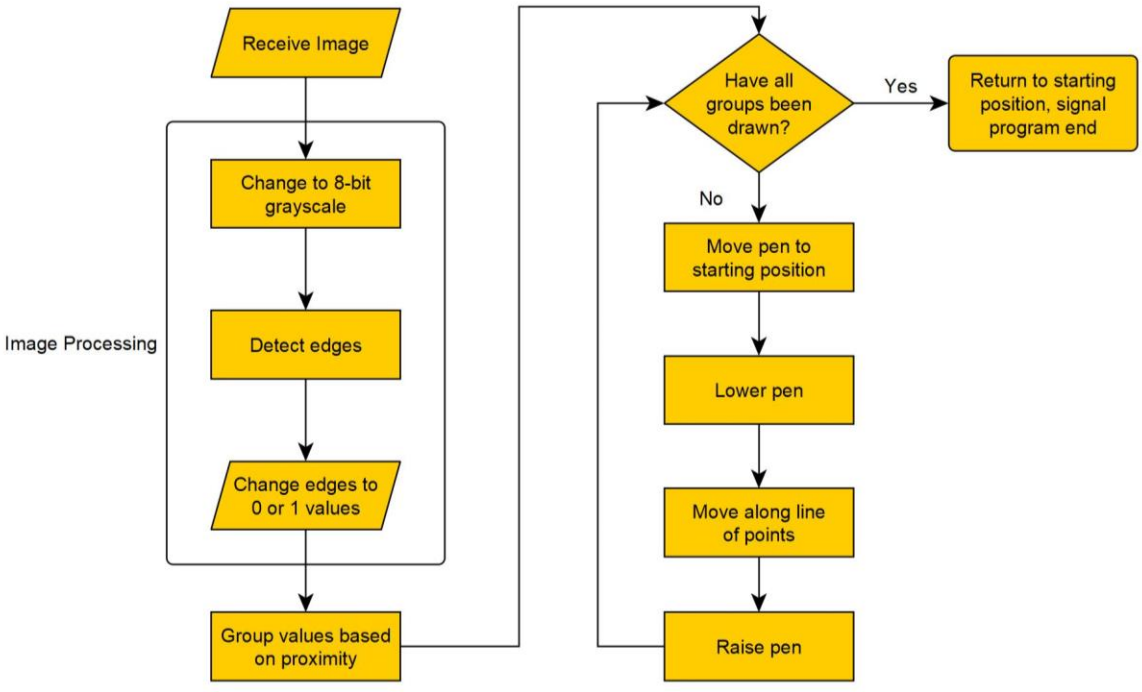 Receive Image
Change to 8-bit
grayscale
Image Processing
Detect edges
Change edges to
0 or 1 values
Group values based
on proximity
Have all
groups been
drawn?
Yes
Return to starting
position, signal
program end
No
Move pen to
starting position
Lower pen
Move along line
of points
Raise pen